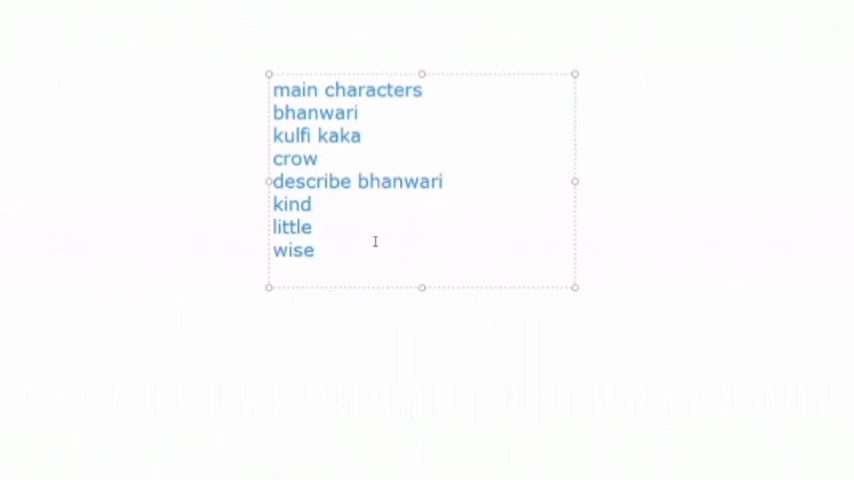 main characters
bhanwari
kulfi kaka
crow
describe bhanwari
kind
little
wise